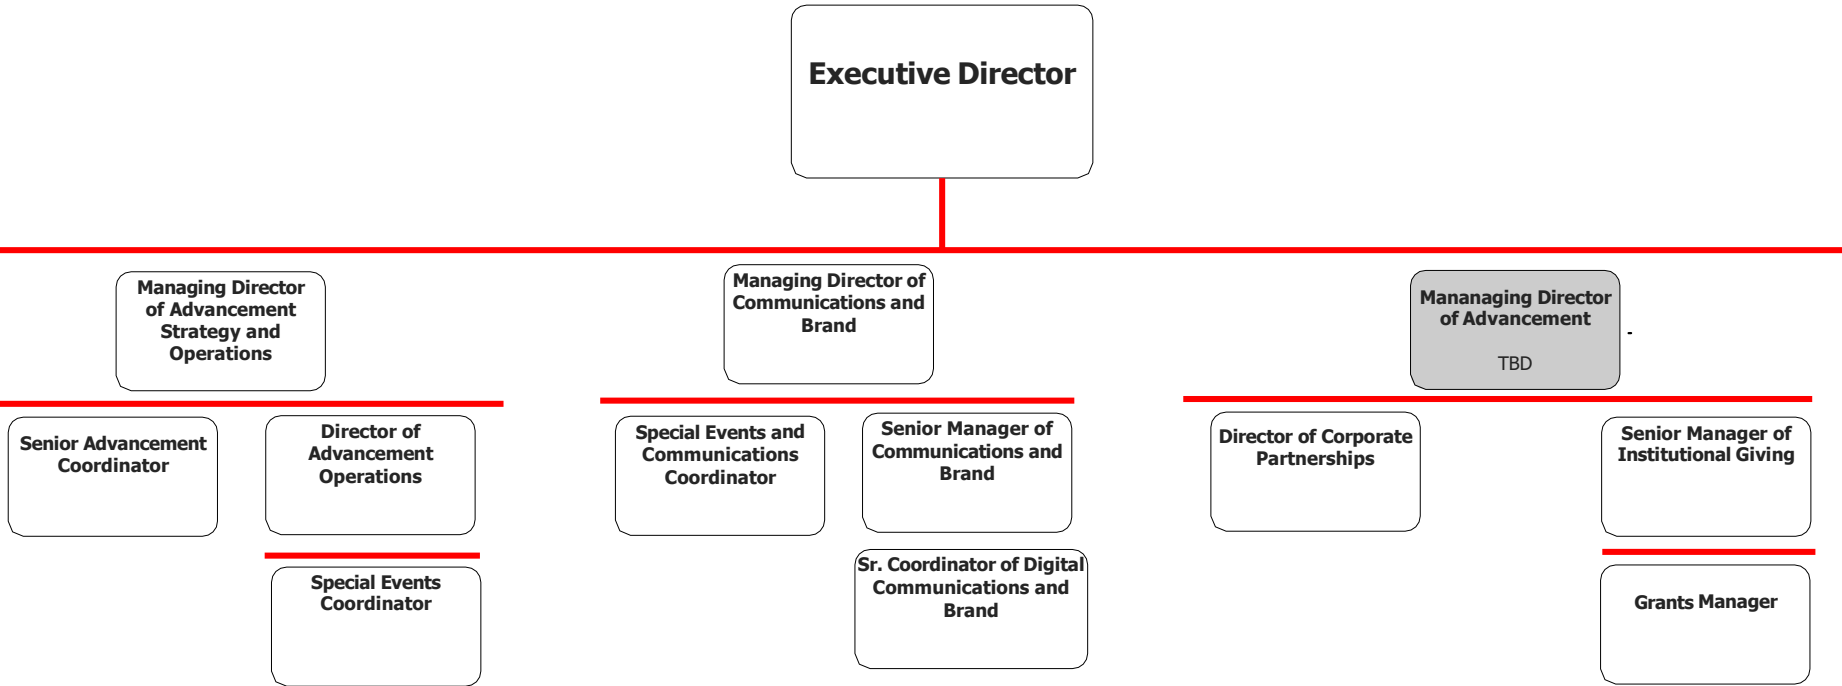 Executive Director
Managing Director
of Advancement
Strategy and
Operations
Managing Director of
Communications and
Brand
Mananaging Director
of Advancement
-
TBD
Senior Advancement
Coordinator
Director of
Advancement
Operations
Special Events and
Communications
Coordinator
Senior Manager of
Communications and
Brand
Director of Corporate
Partnerships
Senior Manager of
Institutional Giving
Special Events
Coordinator
Sr. Coordinator of Digital
Communications and
Brand
Grants Manager